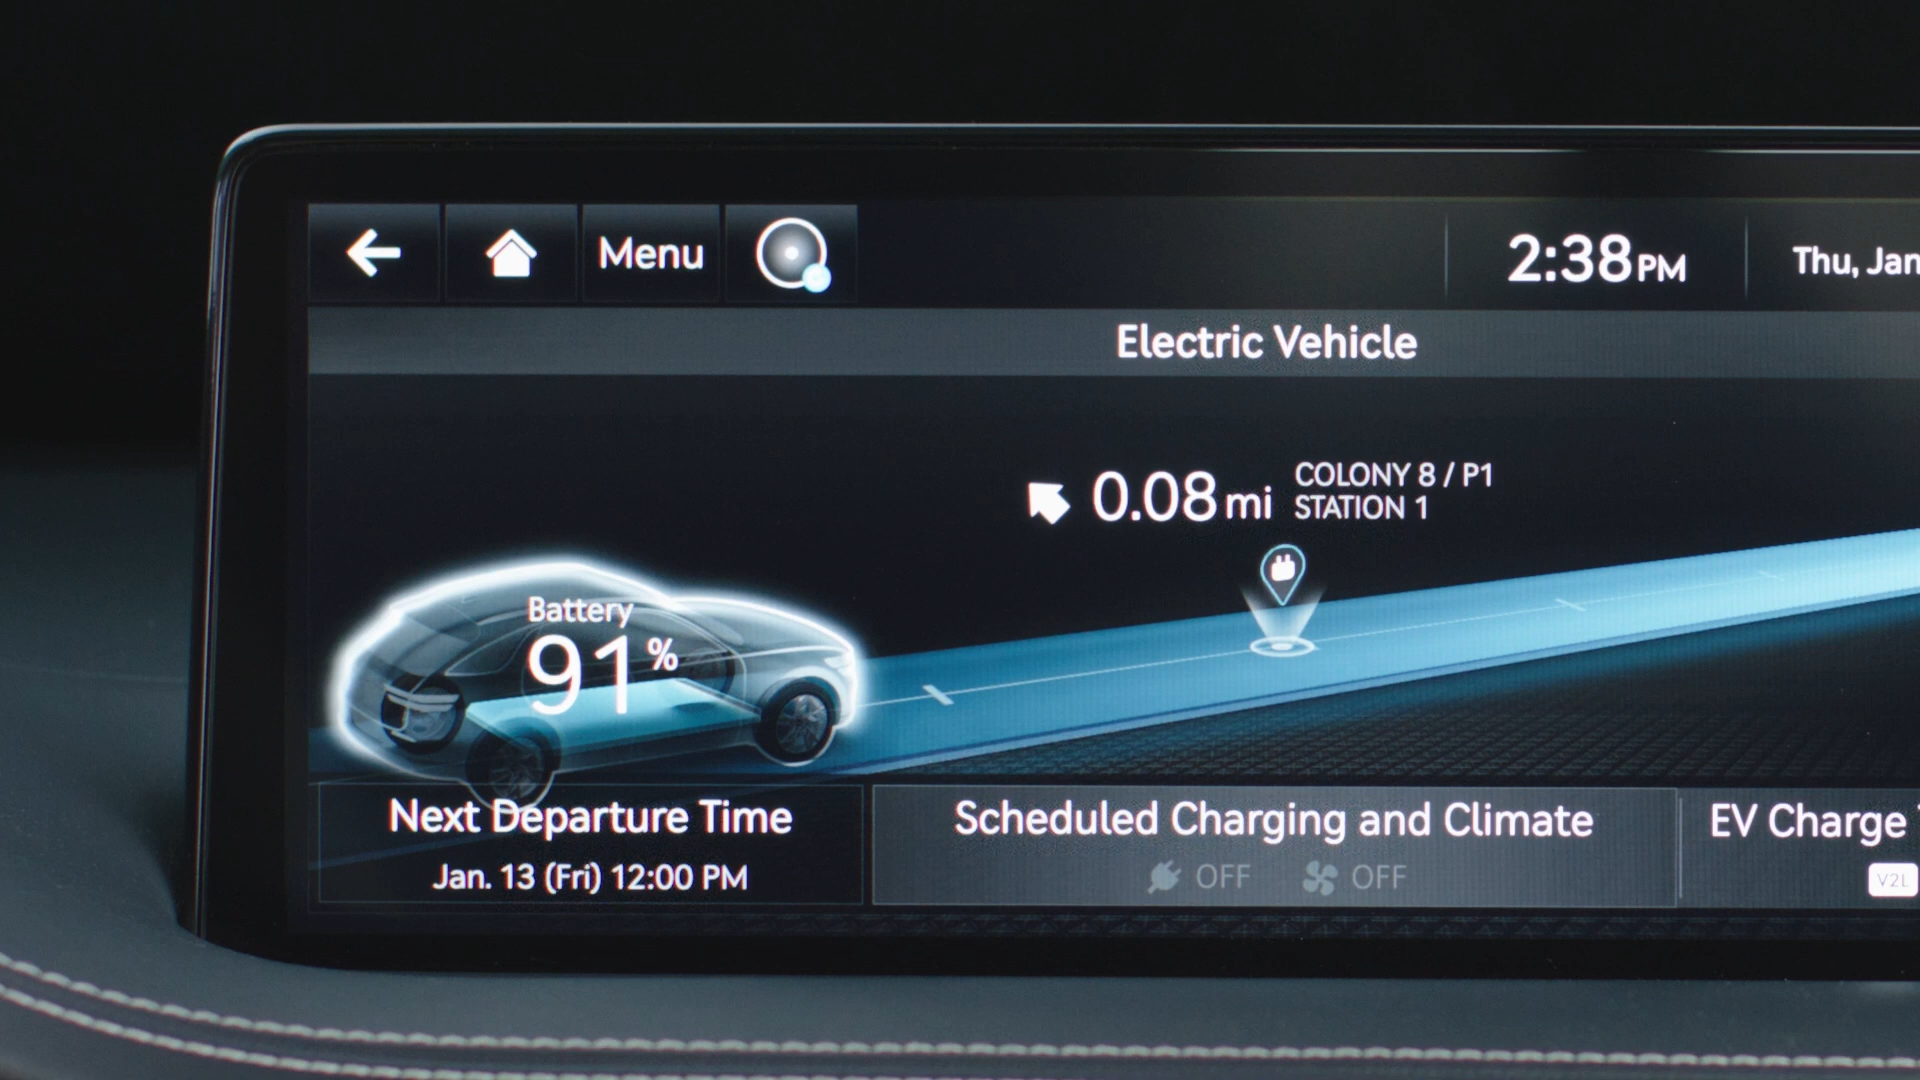 Menu
2:38 PM
Thu, Jan
Electric Vehicle
0.08 mi
COLONY 8 / P1
STATION 1
Battery
91%
Next Departure Time
Jan. 13 (Fri) 12:00 PM
Scheduled Charging and Climate
OFF OFF
EV Charge
V2L